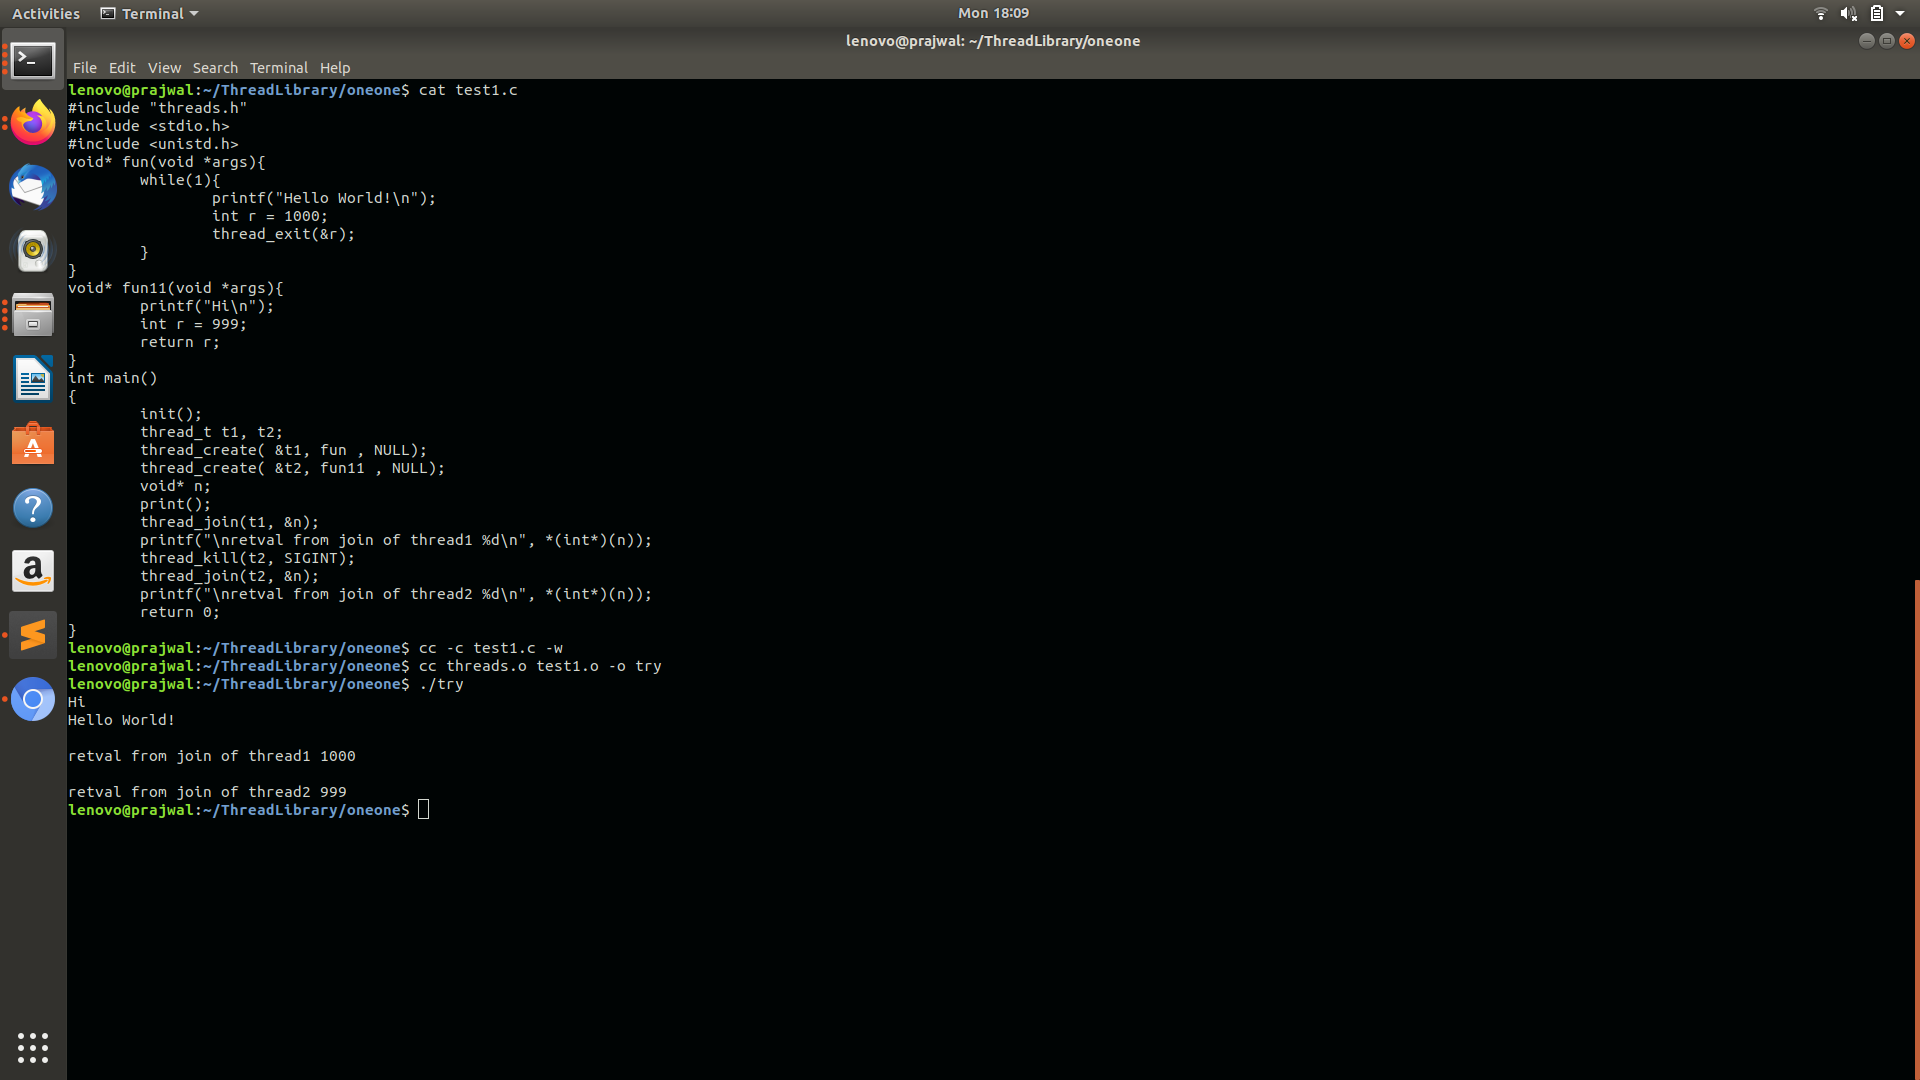 Activities
Terminal
Mon 18:09
lenovo@prajwal: ~/ThreadLibrary/oneone
File Edit View Search Terminal Help
lenovo@prajwal:~/ThreadLibrary/oneone$ cat test1.c
#include "threads.h"
#include <stdio.h>
#include <unistd.h>
void* fun(void *args){
        while(1){
                printf("Hello World!\n");
                int r = 1000;
                thread_exit(&r);
        }
}
void* fun11(void *args){
        printf("Hi\n");
        int r = 999;
        return r;
}
int main()
{
        init();
        thread_t t1, t2;
        thread_create( &t1, fun , NULL);
        thread_create( &t2, fun11 , NULL);
        void* n;
        print();
        thread_join(t1, &n);
        printf("\nretval from join of thread1 %d\n", *(int*)(n));
        thread_kill(t2, SIGINT);
        thread_join(t2, &n);
        printf("\nretval from join of thread2 %d\n", *(int*)(n));
        return 0;
}
lenovo@prajwal:~/ThreadLibrary/oneone$ cc -c test1.c -w
lenovo@prajwal:~/ThreadLibrary/oneone$ cc threads.o test1.o -o try
lenovo@prajwal:~/ThreadLibrary/oneone$ ./try
Hi
Hello World!

retval from join of thread1 1000

retval from join of thread2 999
lenovo@prajwal:~/ThreadLibrary/oneone$